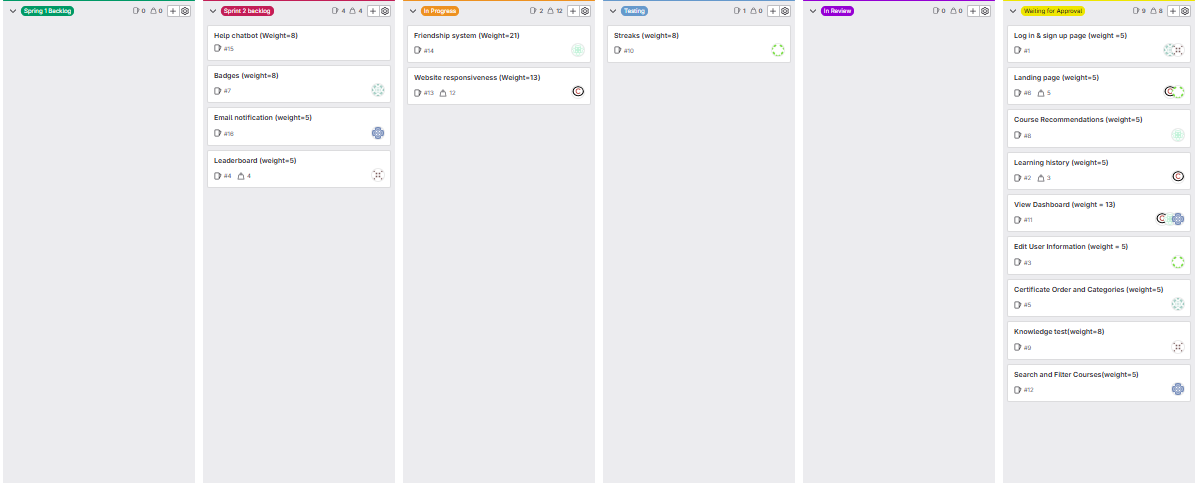 Spring 1 Backlog
0 0
Sprint 2 backlog
4 4
In Progress
2 12
Testing
1 0
In Review
0 0
Waiting for Approval
9 8
Help chatbot (Weight=8)
#15
Badges (weight=8)
#7
Email notification (weight=5)
#16
Leaderboard (weight=5)
#4 4
Friendship system (Weight=21)
#14
Website responsiveness (Weight=13)
#13 12
Streaks (weight=8)
#10
Log in & sign up page (weight =5)
#1
Landing page (weight=5)
#6 5
Course Recommendations (weight=5)
#8
Learning history (weight=5)
#2 3
View Dashboard (weight = 13)
#11
Edit User Information (weight = 5)
#3
Certificate Order and Categories (weight=5)
#5
Knowledge test(weight=8)
#9
Search and Filter Courses(weight=5)
#12